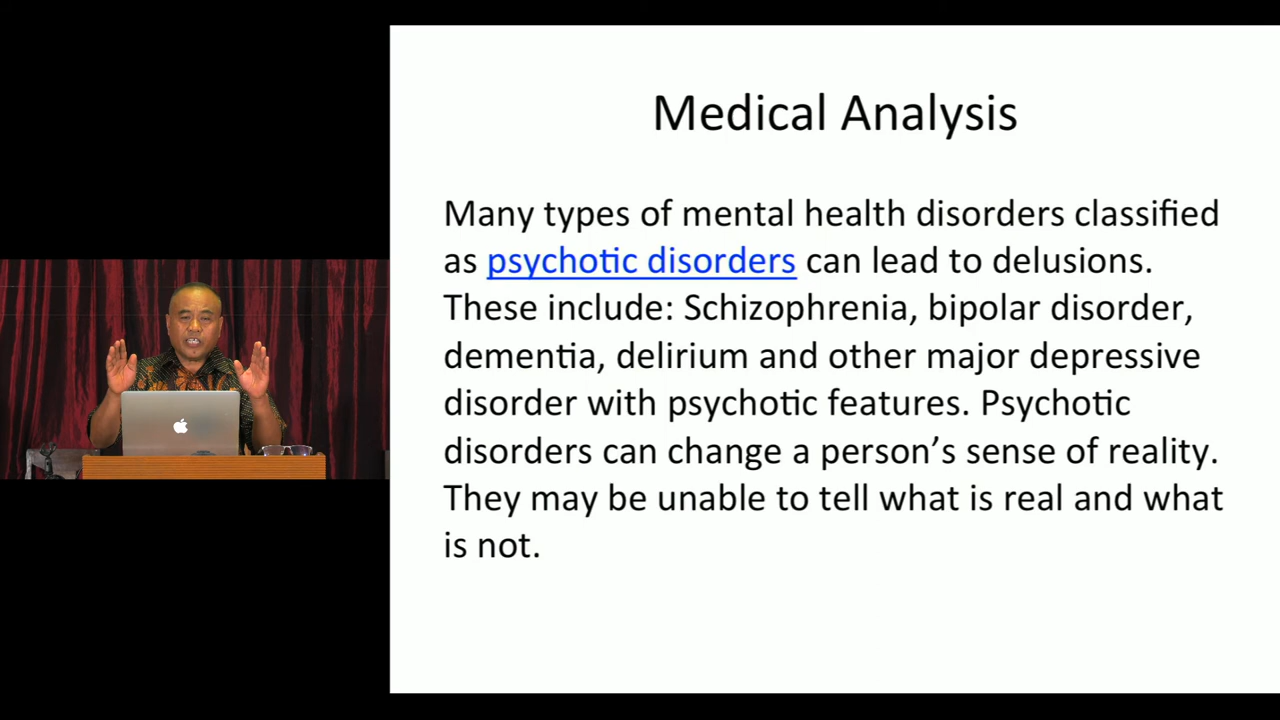 Medical Analysis
Many types of mental health disorders classified
as psychotic disorders can lead to delusions.
These include: Schizophrenia, bipolar disorder,
dementia, delirium and other major depressive
disorder with psychotic features. Psychotic
disorders can change a person’s sense of reality.
They may be unable to tell what is real and what
is not.